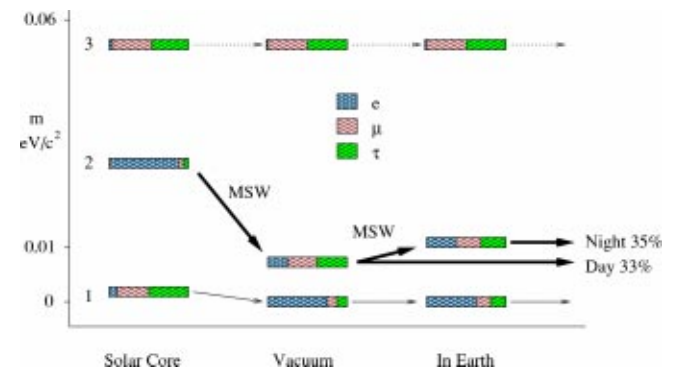 0.06
3
e
m
μ
eV/c²
τ
2
MSW
MSW
Night 35%
0.01
Day 33%
1
0
Solar Core
Vacuum
In Earth